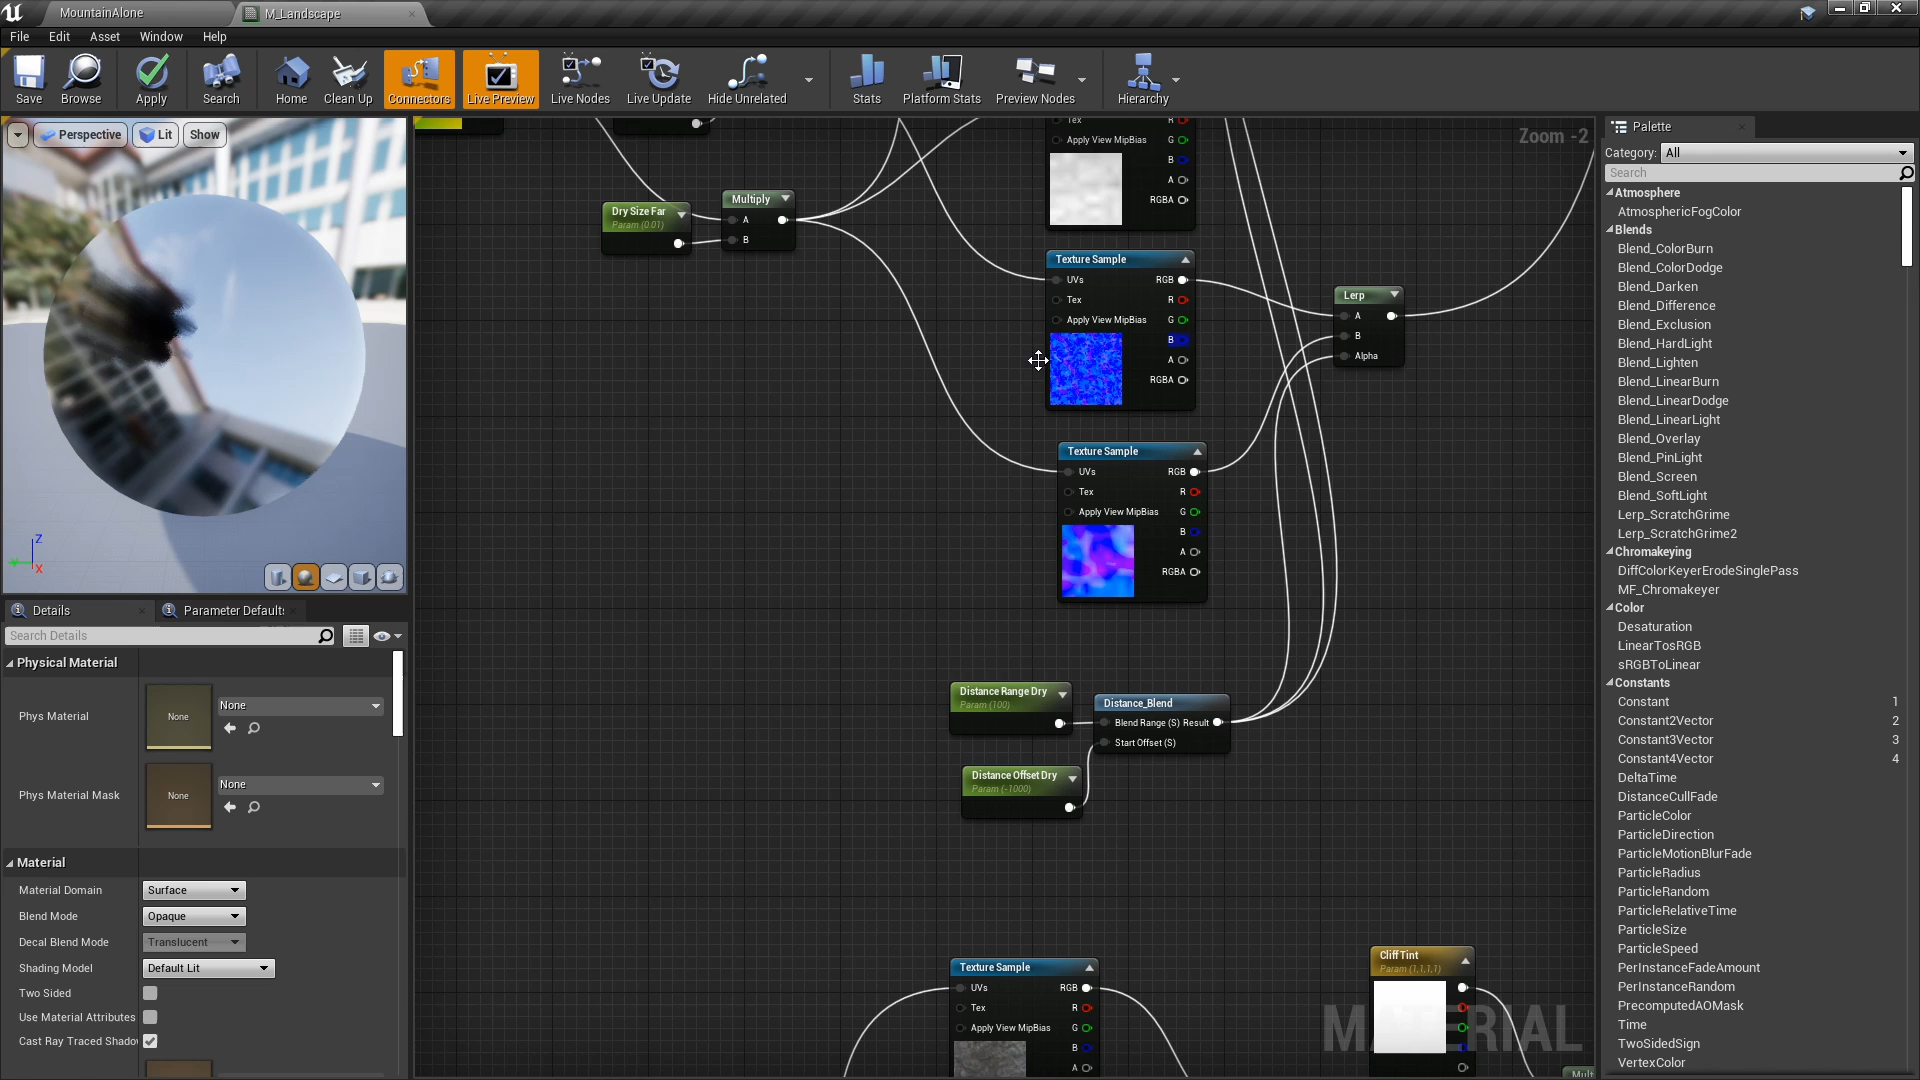 MountainAlone
M_Landscape
File Edit Asset Window Help
Save
Browse
Apply
Search
Home
Clean Up
Connectors
Live Preview
Live Nodes
Live Update
Hide Unrelated
Stats
Platform Stats
Preview Nodes
Hierarchy
Perspective
Lit
Show
Z
X
Zoom -2
Tex R
Apply View MipBias G
B
A
RGBA
Dry Size Far
Param (0.01)
Multiply
A
B
Texture Sample
UVs RGB
Tex R
Apply View MipBias G
B
A
RGBA
Lerp
A
B
Alpha
Texture Sample
UVs RGB
Tex R
Apply View MipBias G
B
A
RGBA
Distance Range Dry
Param (100)
Distance_Blend
Blend Range (S) Result
Start Offset (S)
Distance Offset Dry
Param (-1000)
Texture Sample
UVs RGB
Tex R
Apply View MipBias G
B
A
Cliff Tint
Param (1,1,1,1)
MATERIAL
Mult
Details
Parameter Defaults
Search Details
Physical Material
Phys Material
None
None
Phys Material Mask
None
None
Material
Material Domain Surface
Blend Mode Opaque
Decal Blend Mode Translucent
Shading Model Default Lit
Two Sided
Use Material Attributes
Cast Ray Traced Shado
Palette
Category: All
Search
Atmosphere
AtmosphericFogColor
Blends
Blend_ColorBurn
Blend_ColorDodge
Blend_Darken
Blend_Difference
Blend_Exclusion
Blend_HardLight
Blend_Lighten
Blend_LinearBurn
Blend_LinearDodge
Blend_LinearLight
Blend_Overlay
Blend_PinLight
Blend_Screen
Blend_SoftLight
Lerp_ScratchGrime
Lerp_ScratchGrime2
Chromakeying
DiffColorKeyerErodeSinglePass
MF_Chromakeyer
Color
Desaturation
LinearTosRGB
sRGBToLinear
Constants
Constant 1
Constant2Vector 2
Constant3Vector 3
Constant4Vector 4
DeltaTime
DistanceCullFade
ParticleColor
ParticleDirection
ParticleMotionBlurFade
ParticleRadius
ParticleRandom
ParticleRelativeTime
ParticleSize
ParticleSpeed
PerInstanceFadeAmount
PerInstanceRandom
PrecomputedAOMask
Time
TwoSidedSign
VertexColor